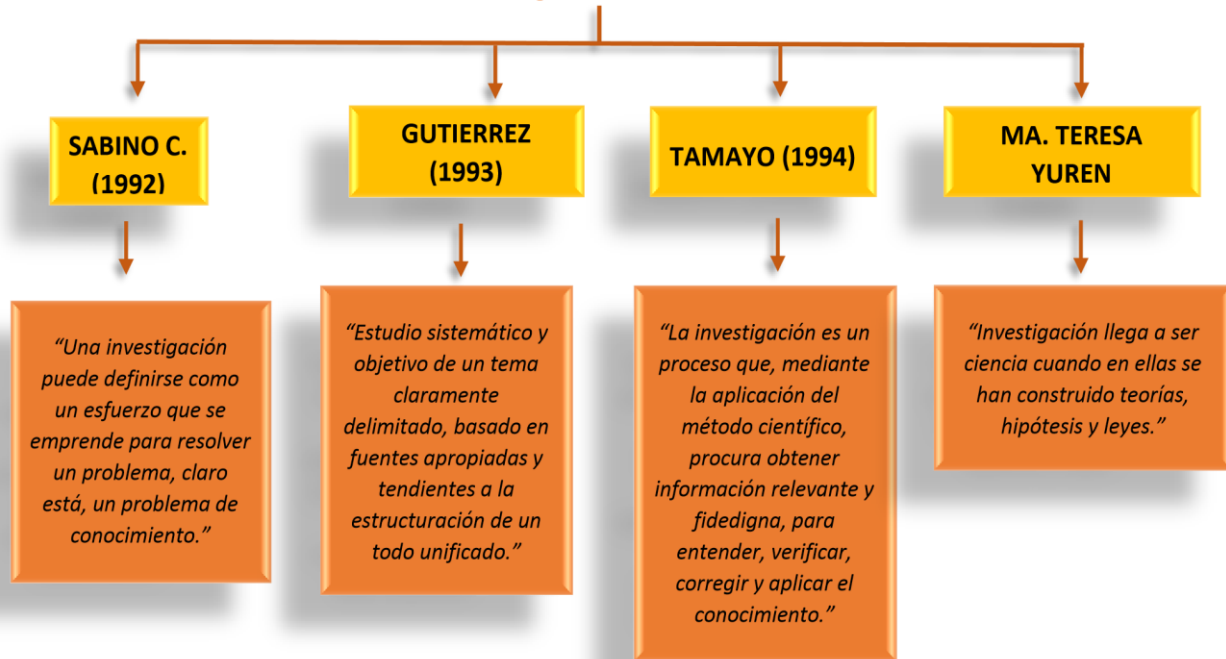 SABINO C.
(1992)
GUTIERREZ
(1993)
TAMAYO (1994)
MA. TERESA
YUREN
“Una investigación
puede definirse como
un esfuerzo que se
emprende para resolver
un problema, claro
está, un problema de
conocimiento.”
“Estudio sistemático y
objetivo de un tema
claramente
delimitado, basado en
fuentes apropiadas y
tendientes a la
estructuración de un
todo unificado.”
“La investigación es un
proceso que, mediante
la aplicación del
método científico,
procura obtener
información relevante y
fidedigna, para
entender, verificar,
corregir y aplicar el
conocimiento.”
“Investigación llega a ser
ciencia cuando en ellas se
han construido teorías,
hipótesis y leyes.”